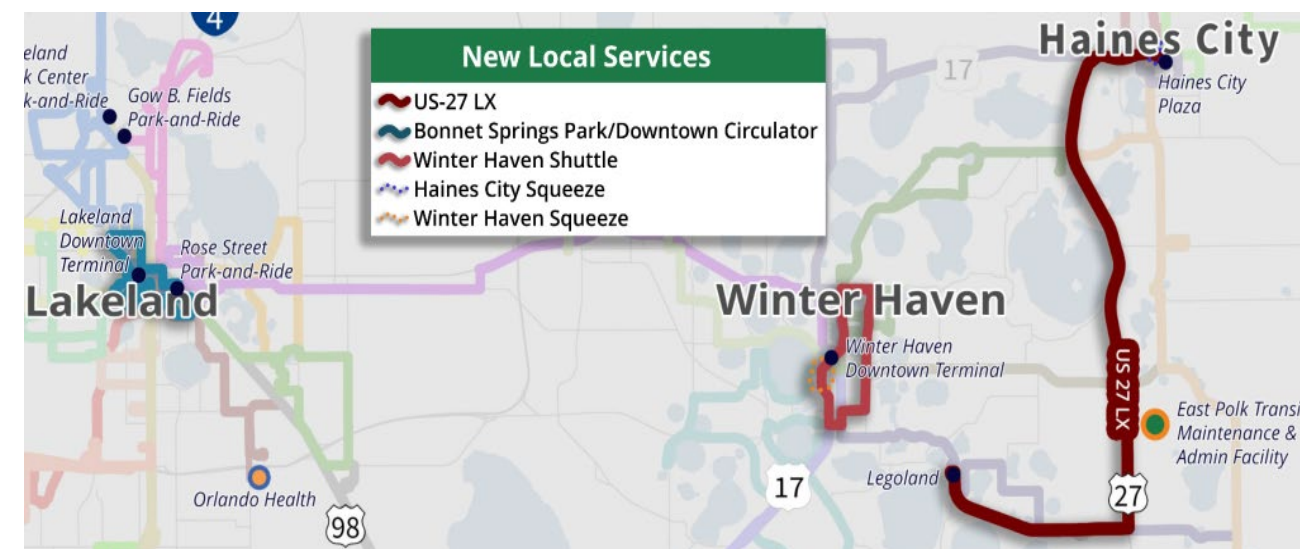 4
eland
k Center
k-and-Ride
Gow B. Fields
Park-and-Ride
New Local Services
US-27 LX
Bonnet Springs Park/Downtown Circulator
Winter Haven Shuttle
Haines City Squeeze
Winter Haven Squeeze
17
Haines City
Haines City
Plaza
Lakeland
Downtown
Terminal
Rose Street
Park-and-Ride
Lakeland
Winter Haven
Winter Haven
Downtown Terminal
US 27 LX
East Polk Transi
Maintenance &
Admin Facility
Orlando Health
98
17
Legoland
27